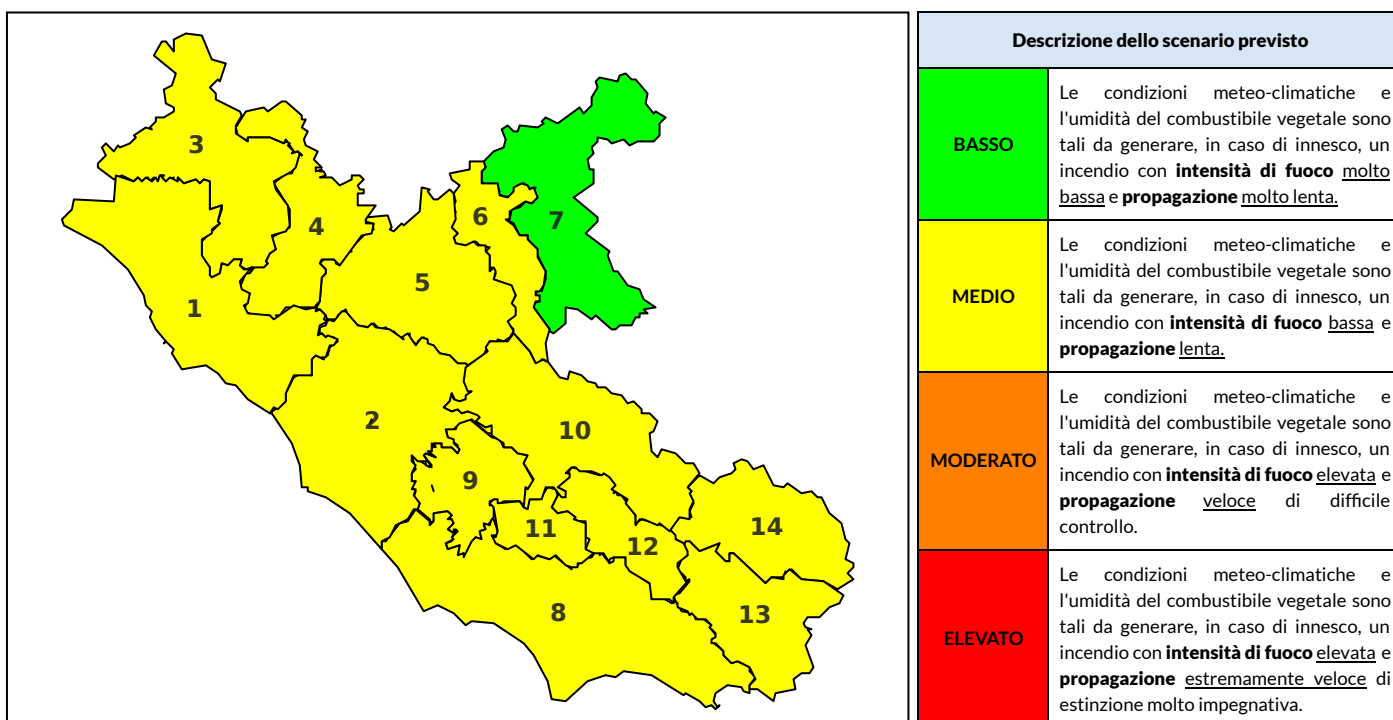 3
4
6
7
5
1
2
10
9
11
12
14
8
13
Descrizione dello scenario previsto
BASSO
Le condizioni meteo-climatiche e
l'umidità del combustibile vegetale sono
tali da generare, in caso di innesco, un
incendio con intensità di fuoco molto
bassa e propagazione molto lenta.
MEDIO
Le condizioni meteo-climatiche e
l'umidità del combustibile vegetale sono
tali da generare, in caso di innesco, un
incendio con intensità di fuoco bassa e
propagazione lenta.
MODERATO
Le condizioni meteo-climatiche e
l'umidità del combustibile vegetale sono
tali da generare, in caso di innesco, un
incendio con intensità di fuoco elevata e
propagazione veloce di difficile
controllo.
ELEVATO
Le condizioni meteo-climatiche e
l'umidità del combustibile vegetale sono
tali da generare, in caso di innesco, un
incendio con intensità di fuoco elevata e
propagazione estremamente veloce di
estinzione molto impegnativa.